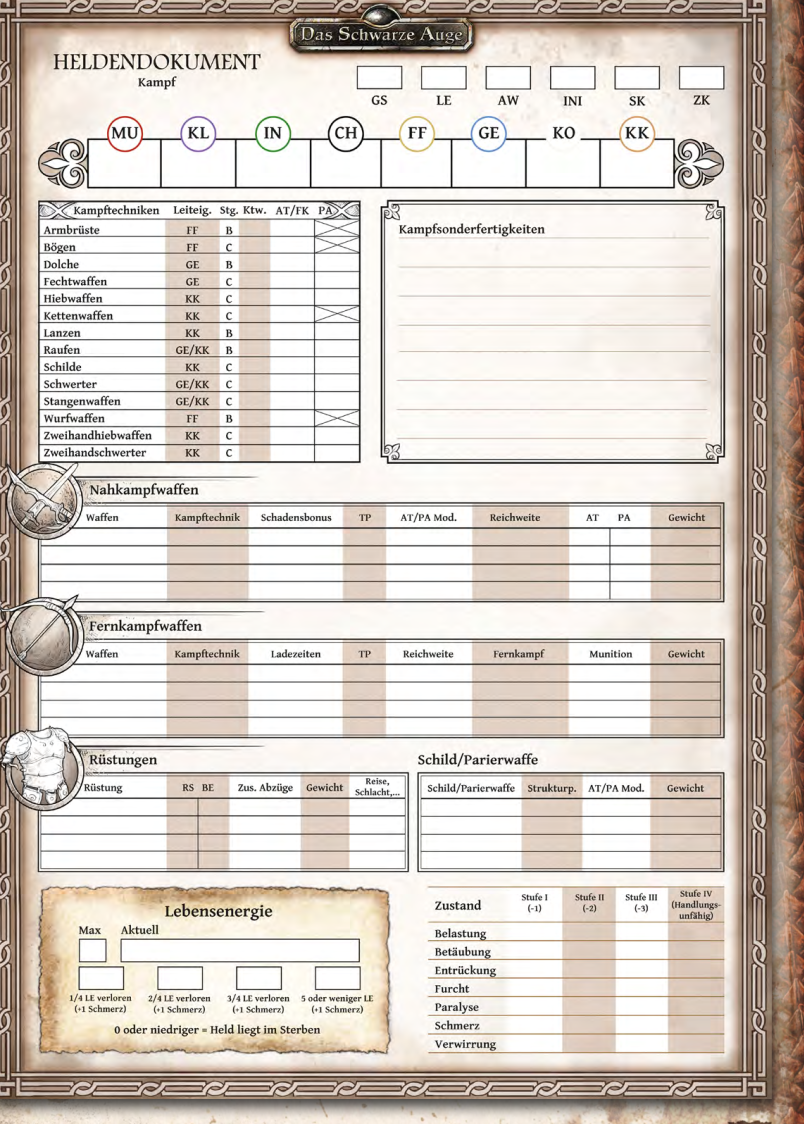 Das Schwarze Auge
HELDENDOKUMENT
Kampf
GS LE AW INI SK ZK
MU KL IN CH FF GE KO KK
Kampftechniken Leiteig. Stg. Ktw. AT/FK PA
Armbrüste FF B
Bögen FF C
Dolche GE B
Fechtwaffen GE C
Hiebwaffen KK C
Kettenwaffen KK C
Lanzen KK B
Raufen GE/KK B
Schilde KK C
Schwerter GE/KK C
Stangenwaffen GE/KK C
Wurfwaffen FF B
Zweihandhiebwaffen KK C
Zweihandschwerter KK C
Kampfsonderfertigkeiten
Nahkampfwaffen
Waffen Kampftechnik Schadensbonus TP AT/PA Mod. Reichweite AT PA Gewicht
Fernkampfwaffen
Waffen Kampftechnik Ladezeiten TP Reichweite Fernkampf Munition Gewicht
Rüstungen
Rüstung RS BE Zus. Abzüge Gewicht Reise,
Schlacht,...
Schild/Parierwaffe
Schild/Parierwaffe Strukturp. AT/PA Mod. Gewicht
Lebensenergie
Max Aktuell
1/4 LE verloren 2/4 LE verloren 3/4 LE verloren 5 oder weniger LE
(+1 Schmerz) (+1 Schmerz) (+1 Schmerz) (+1 Schmerz)
0 oder niedriger = Held liegt im Sterben
Zustand Stufe I Stufe II Stufe III Stufe IV
(-1) (-2) (-3) (Handlungs-
unfähig)
Belastung
Betäubung
Entrückung
Furcht
Paralyse
Schmerz
Verwirrung